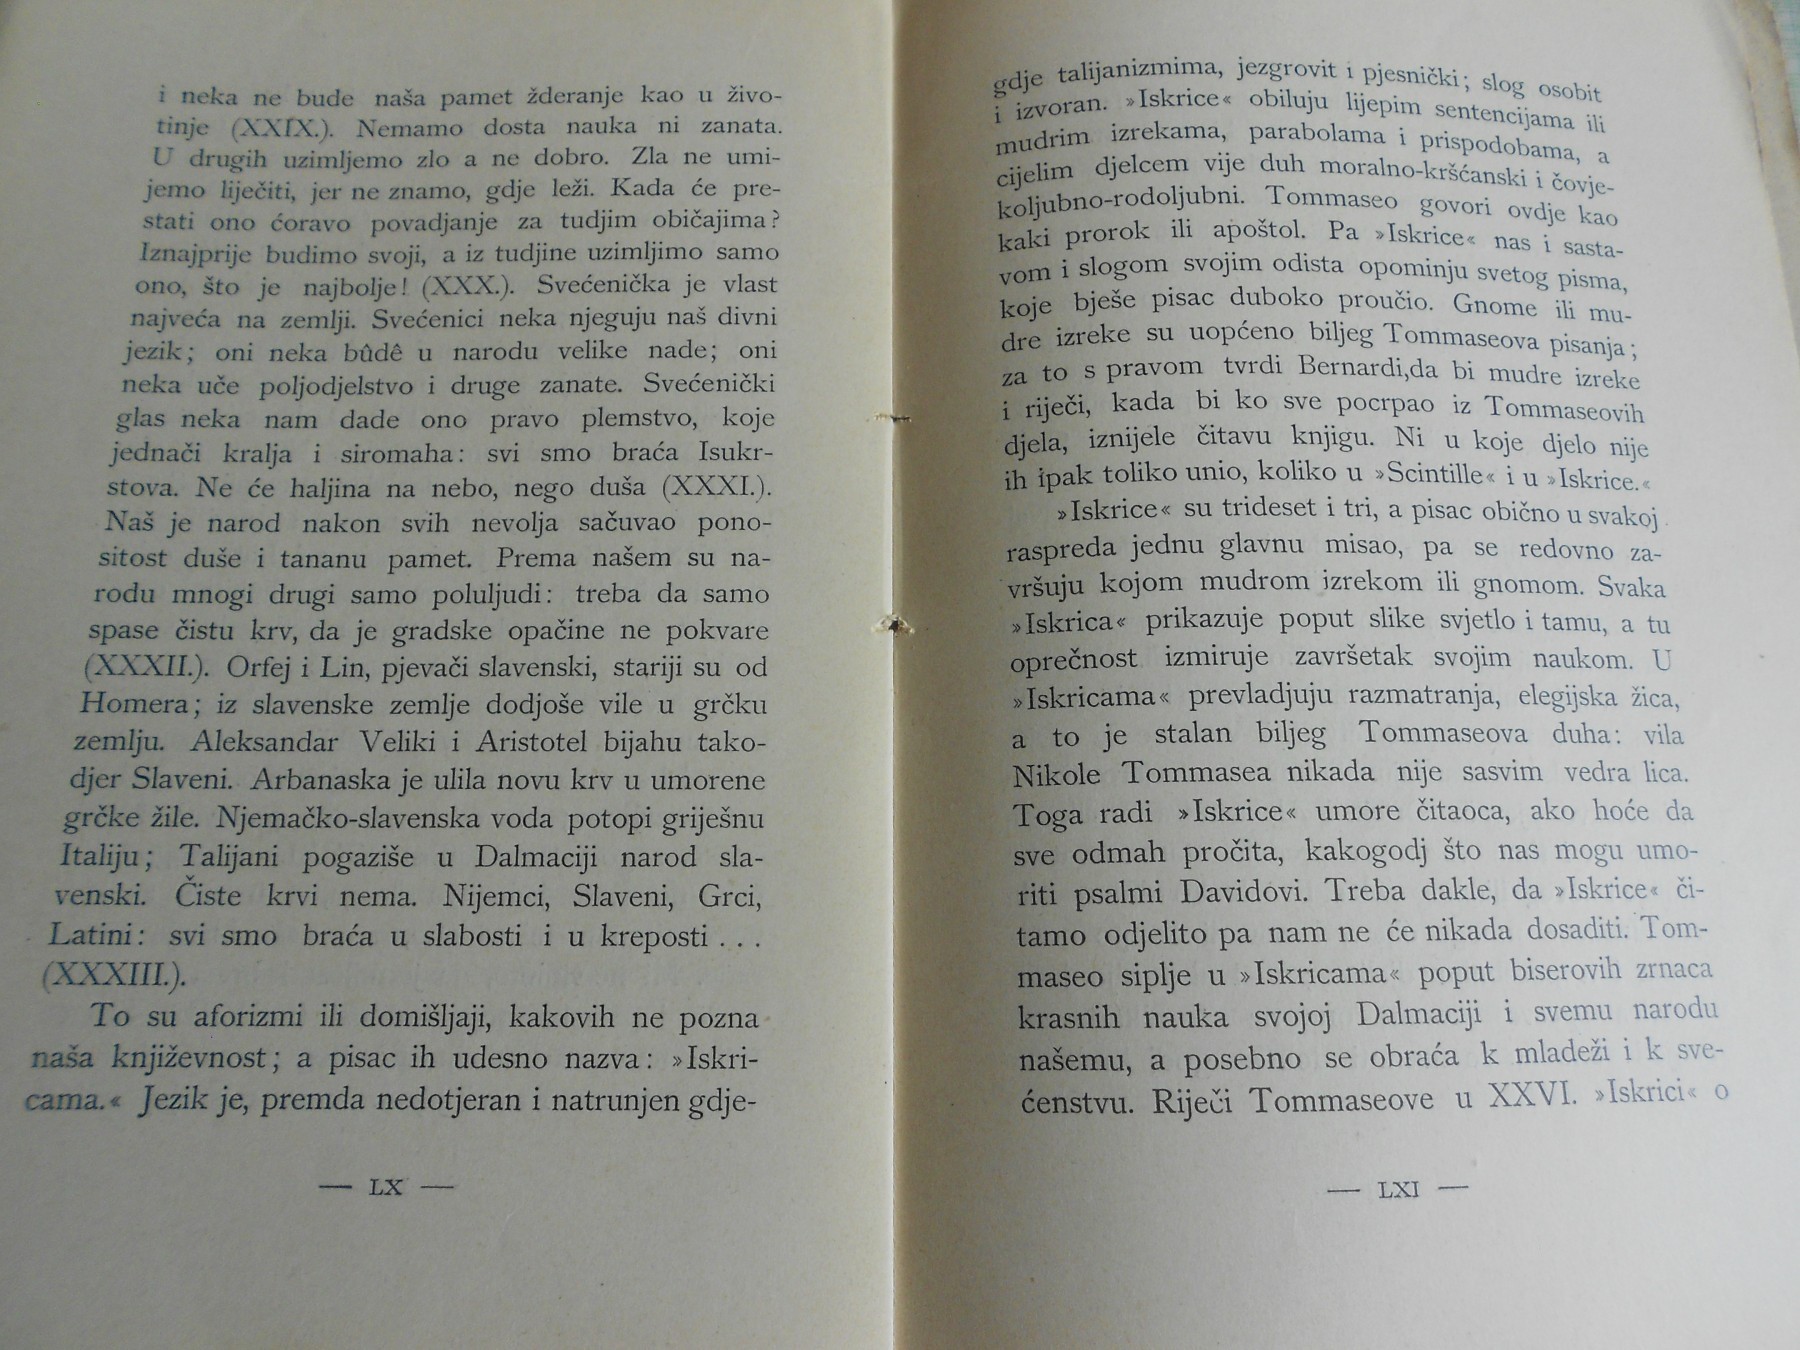 i neka ne bude naša pamet žderanje kao u živo-
tinje (XXIX.). Nemamo dosta nauka ni zanata.
U drugih uzimljemo zlo a ne dobro. Zla ne umi-
jemo liječiti, jer ne znamo, gdje leži. Kada će pre-
stati ono ćoravo povadjanje za tudjim običajima?
Iznajprije budimo svoji, a iz tudjine uzimljimo samo
ono, što je najbolje! (XXX.). Svećenička je vlast
najveća na zemlji. Svećenici neka njeguju naš divni
jezik; oni neka bûdê u narodu velike nade; oni
neka uče poljodjelstvo i druge zanate. Svećenički
glas neka nam dade ono pravo plemstvo, koje
jednači kralja i siromaha: svi smo braća Isukr-
stova. Ne će haljina na nebo, nego duša (XXXI.).
Naš je narod nakon svih nevolja sačuvao pono-
sitost duše i tananu pamet. Prema našem su na-
rodu mnogi drugi samo poluljudi: treba da samo
spase čistu krv, da je gradske opačine ne pokvare
(XXXII.). Orfej i Lin, pjevači slavenski, stariji su od
Homera; iz slavenske zemlje dodjoše vile u grčku
zemlju. Aleksandar Veliki i Aristotel bijahu tako-
djer Slaveni. Arbanaska je ulila novu krv u umorene
grčke žile. Njemačko-slavenska voda potopi griješnu
Italiju; Talijani pogaziše u Dalmaciji narod sla-
venski. Čiste krvi nema. Nijemci, Slaveni, Grci,
Latini: svi smo braća u slabosti i u kreposti . . .
(XXXIII.).
To su aforizmi ili domišljaji, kakovih ne pozna
naša književnost; a pisac ih udesno nazva: »Iskri-
cama.« Jezik je, premda nedotjeran i natrunjen gdje-
— LX —
gdje talijanizmima, jezgrovit i pjesnički; slog osobit
i izvoran. »Iskrice« obiluju lijepim sentencijama ili
mudrim izrekama, parabolama i prispodobama, a
cijelim djelcem vije duh moralno-kršćanski i čovje-
koljubno-rodoljubni. Tommaseo govori ovdje kao
kaki prorok ili apoštol. Pa »Iskrice« nas i sasta-
vom i slogom svojim odista opominju svetog pisma,
koje bješe pisac duboko proučio. Gnome ili mu-
dre izreke su uopćeno biljeg Tommaseova pisanja;
za to s pravom tvrdi Bernardi,da bi mudre izreke
i riječi, kada bi ko sve pocrpao iz Tommaseovih
djela, iznijele čitavu knjigu. Ni u koje djelo nije
ih ipak toliko unio, koliko u »Scintille« i u »Iskrice.«
»Iskrice« su trideset i tri, a pisac obično u svakoj
raspreda jednu glavnu misao, pa se redovno za-
vršuju kojom mudrom izrekom ili gnomom. Svaka
»Iskrica« prikazuje poput slike svjetlo i tamu, a tu
oprečnost izmiruje završetak svojim naukom. U
»Iskricama« prevladjuju razmatranja, elegijska žica,
a to je stalan biljeg Tommaseova duha: vila
Nikole Tommasea nikada nije sasvim vedra lica.
Toga radi »Iskrice« umore čitaoca, ako hoće da
sve odmah pročita, kakogodj što nas mogu umo-
riti psalmi Davidovi. Treba dakle, da »Iskrice« či-
tamo odjelito pa nam ne će nikada dosaditi. Tom-
maseo siplje u »Iskricama« poput biserovih zrnaca
krasnih nauka svojoj Dalmaciji i svemu narodu
našemu, a posebno se obraća k mladeži i k sve-
ćenstvu. Riječi Tommaseove u XXVI. »Iskrici« o
— LXI —